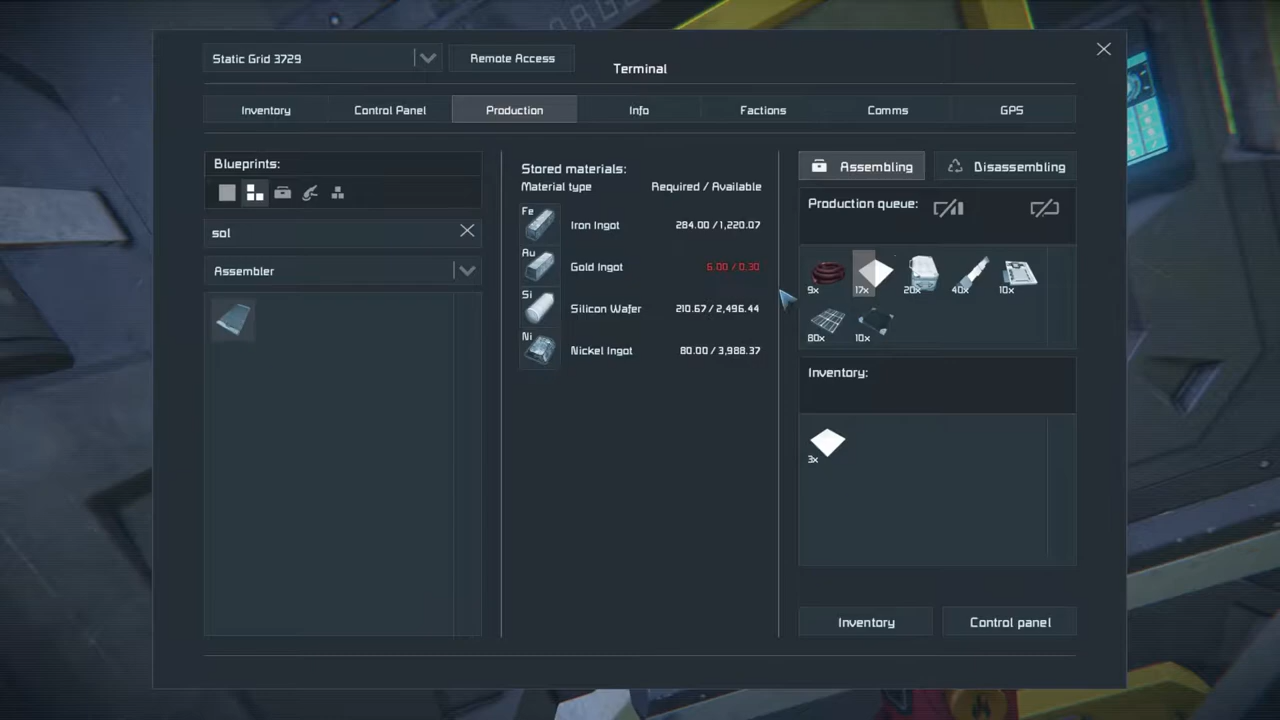 Static Grid 3729
Remote Access
Terminal
Inventory
Control Panel
Production
Info
Factions
Comms
GPS
Blueprints:
sol
Assembler
Stored materials:
Material type
Required / Available
Fe
Iron Ingot
284.00 / 1,220.07
Au
Gold Ingot
6.00 / 0.30
Si
Silicon Wafer
210.67 / 2,496.44
Ni
Nickel Ingot
80.00 / 3,988.37
Assembling
Disassembling
Production queue:
9x
17x
20x
40x
10x
80x
10x
Inventory:
3x
Inventory
Control panel